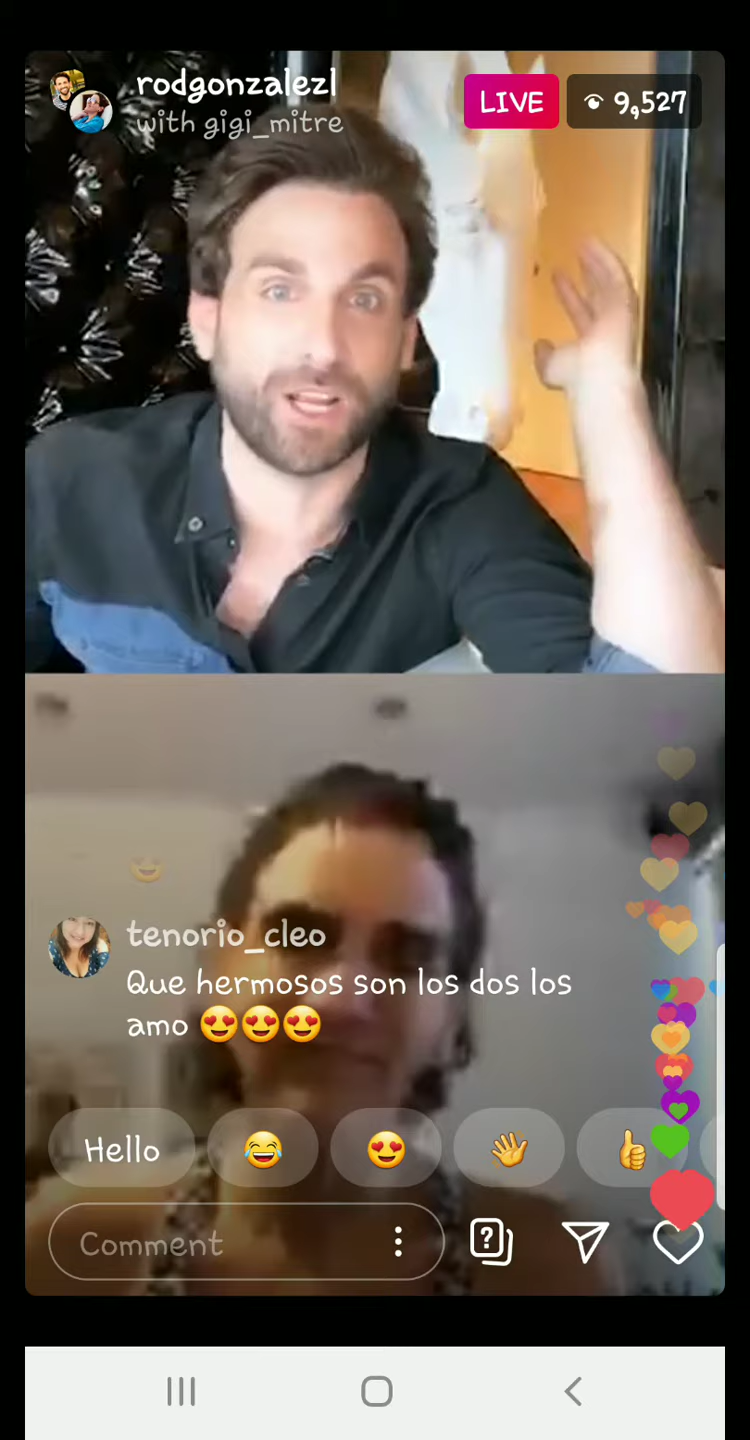 rodgonzalezl
with gigi_mitre
LIVE
9,527
tenorio_cleo
Que hermosos son los dos los
amo 😍😍😍
Hello
Comment